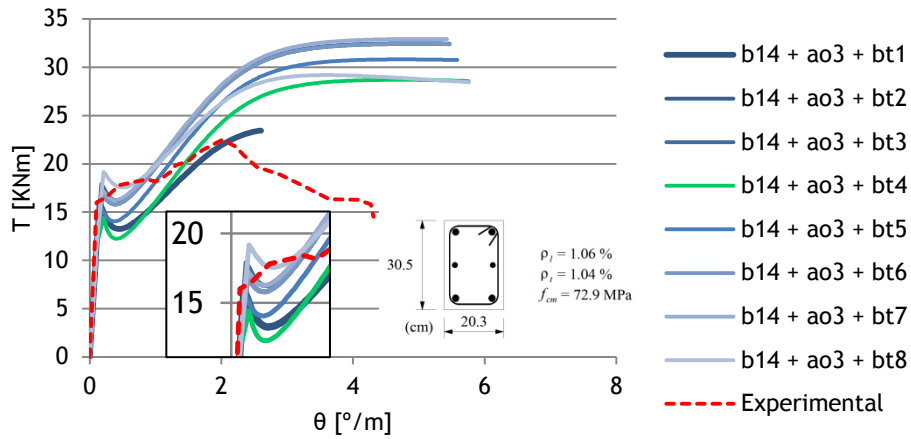 35
30
25
20
15
10
5
0
T [KNm]
0 2 4 6 8
θ [°/m]
20
15
30.5
(cm)
20.3
ρl = 1.06 %
ρt = 1.04 %
fcm = 72.9 MPa
b14 + ao3 + bt1
b14 + ao3 + bt2
b14 + ao3 + bt3
b14 + ao3 + bt4
b14 + ao3 + bt5
b14 + ao3 + bt6
b14 + ao3 + bt7
b14 + ao3 + bt8
Experimental